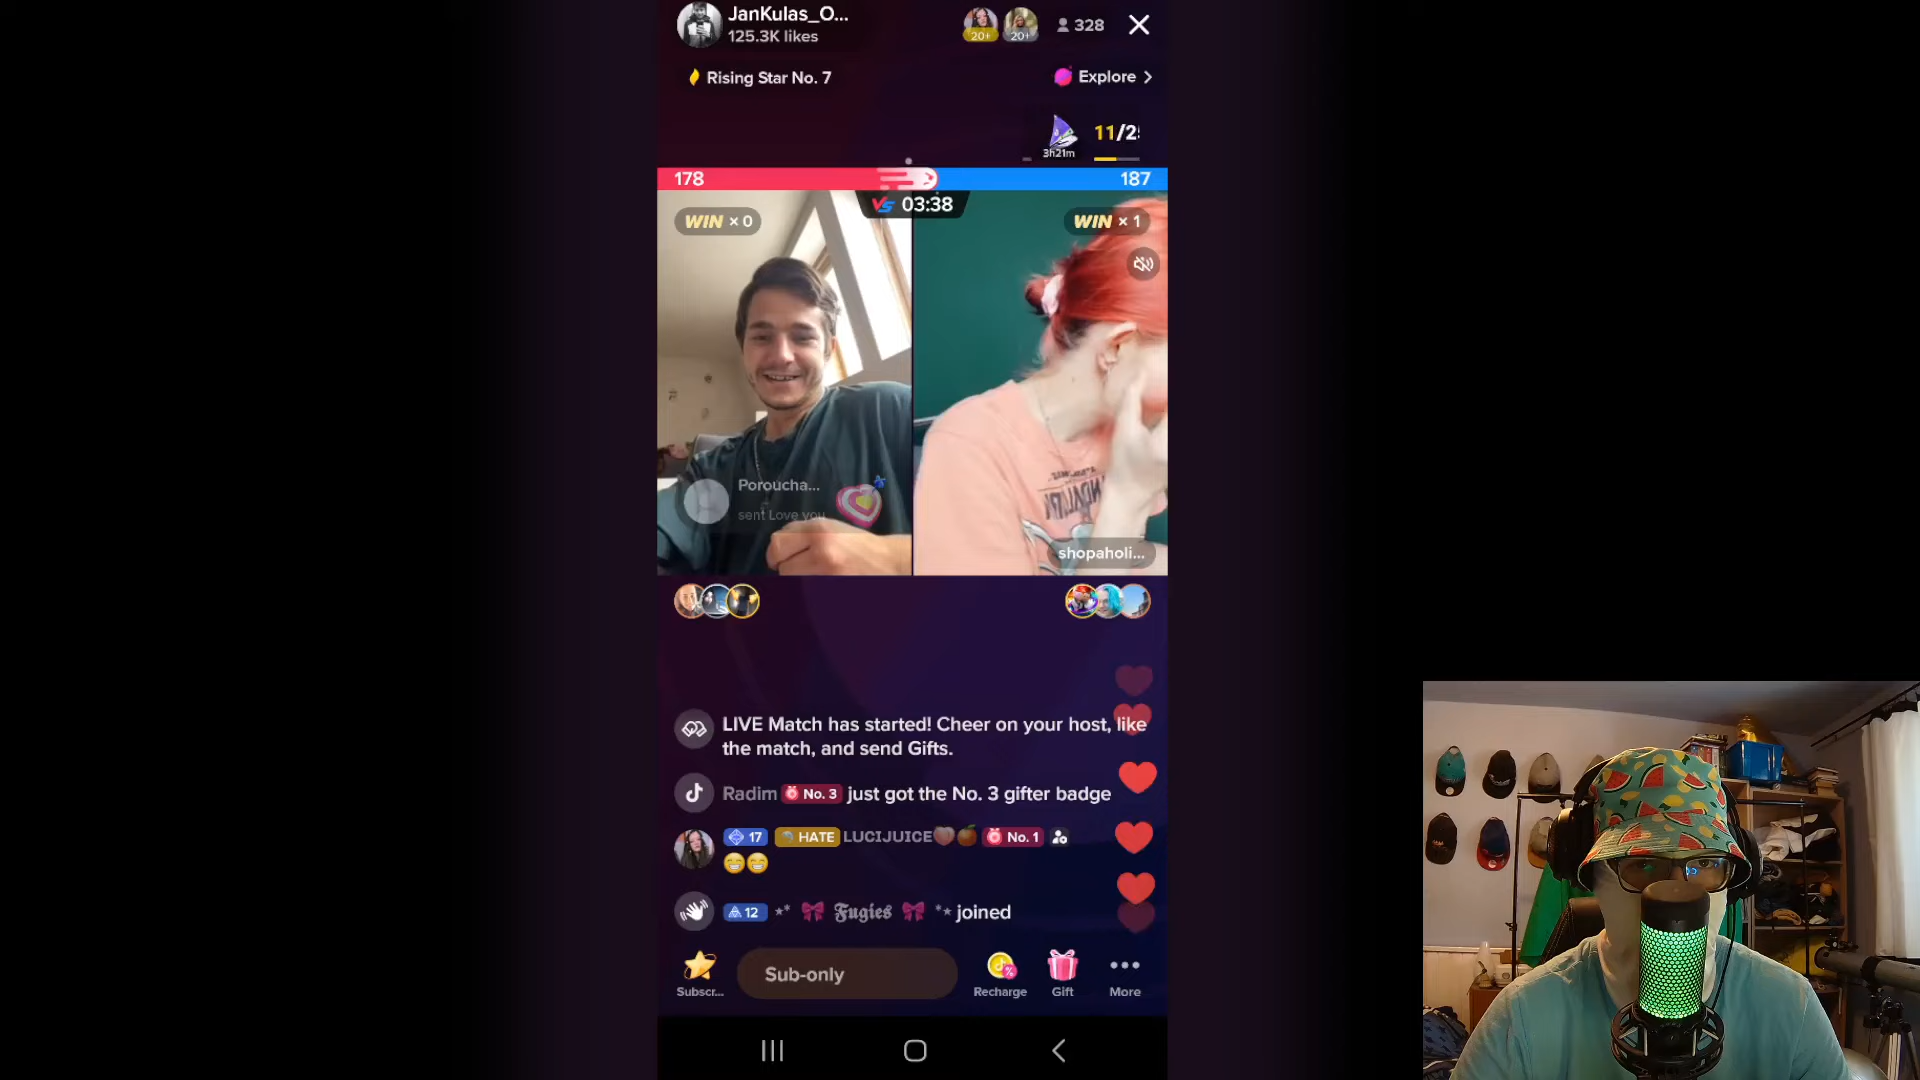 JanKulas_O...
125.3K likes
20+
20+
328
Rising Star No. 7
Explore
3h21m
11/2
178
187
VS 03:38
WIN × 0
WIN × 1
Poroucha...
sent Love you
shopaholi...
LIVE Match has started! Cheer on your host, like
the match, and send Gifts.
Radim No. 3 just got the No. 3 gifter badge
17 HATE LUCIJUICE No. 1
12 Fugies joined
Subscr...
Sub-only
Recharge
Gift
More